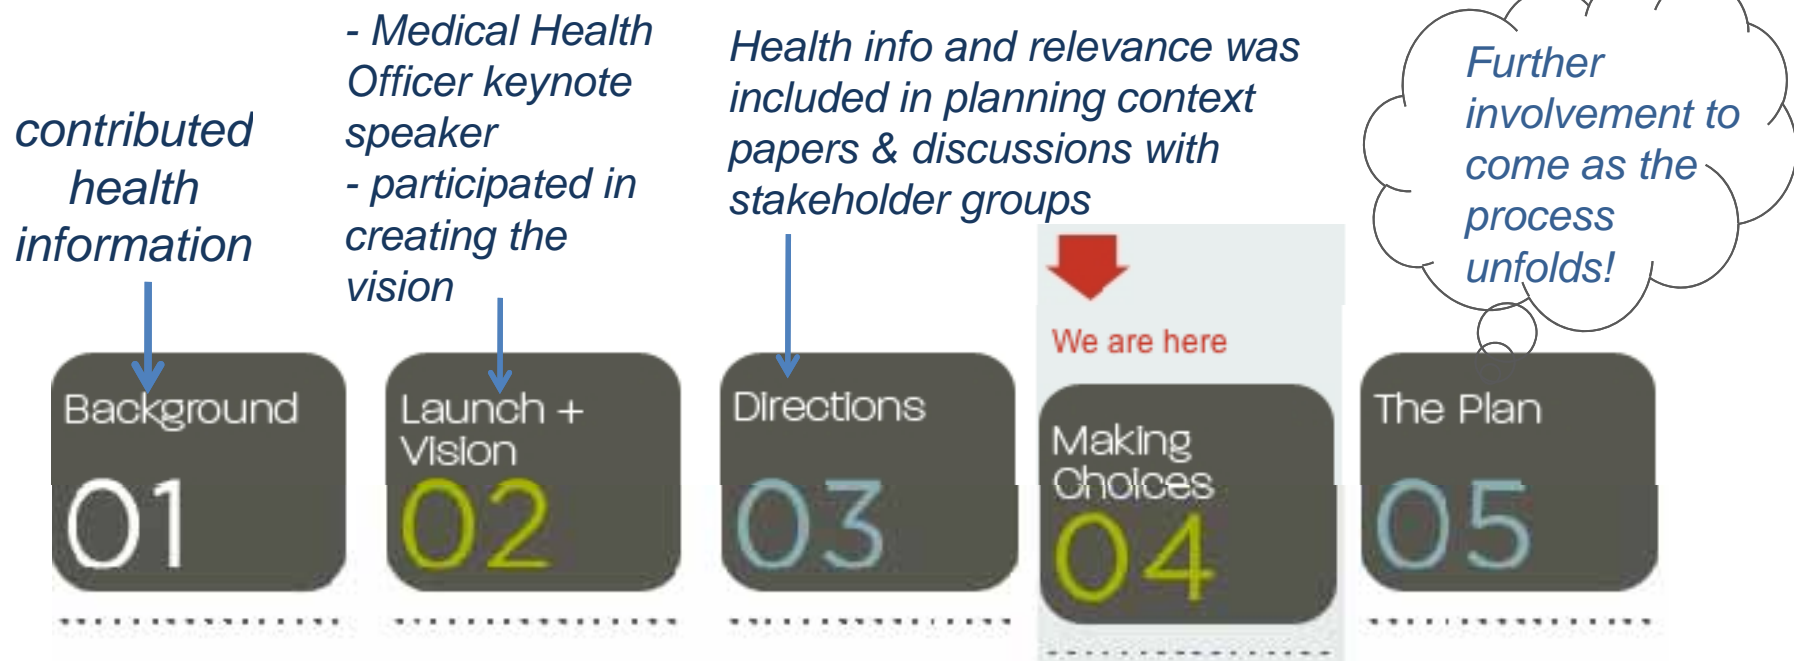 contributed
health
information
- Medical Health
Officer keynote
speaker
- participated in
creating the
vision
Health info and relevance was
included in planning context
papers & discussions with
stakeholder groups
Further
involvement to
come as the
process
unfolds!
We are here
Background
01
Launch +
Vision
02
Directions
03
Making
Choices
04
The Plan
05